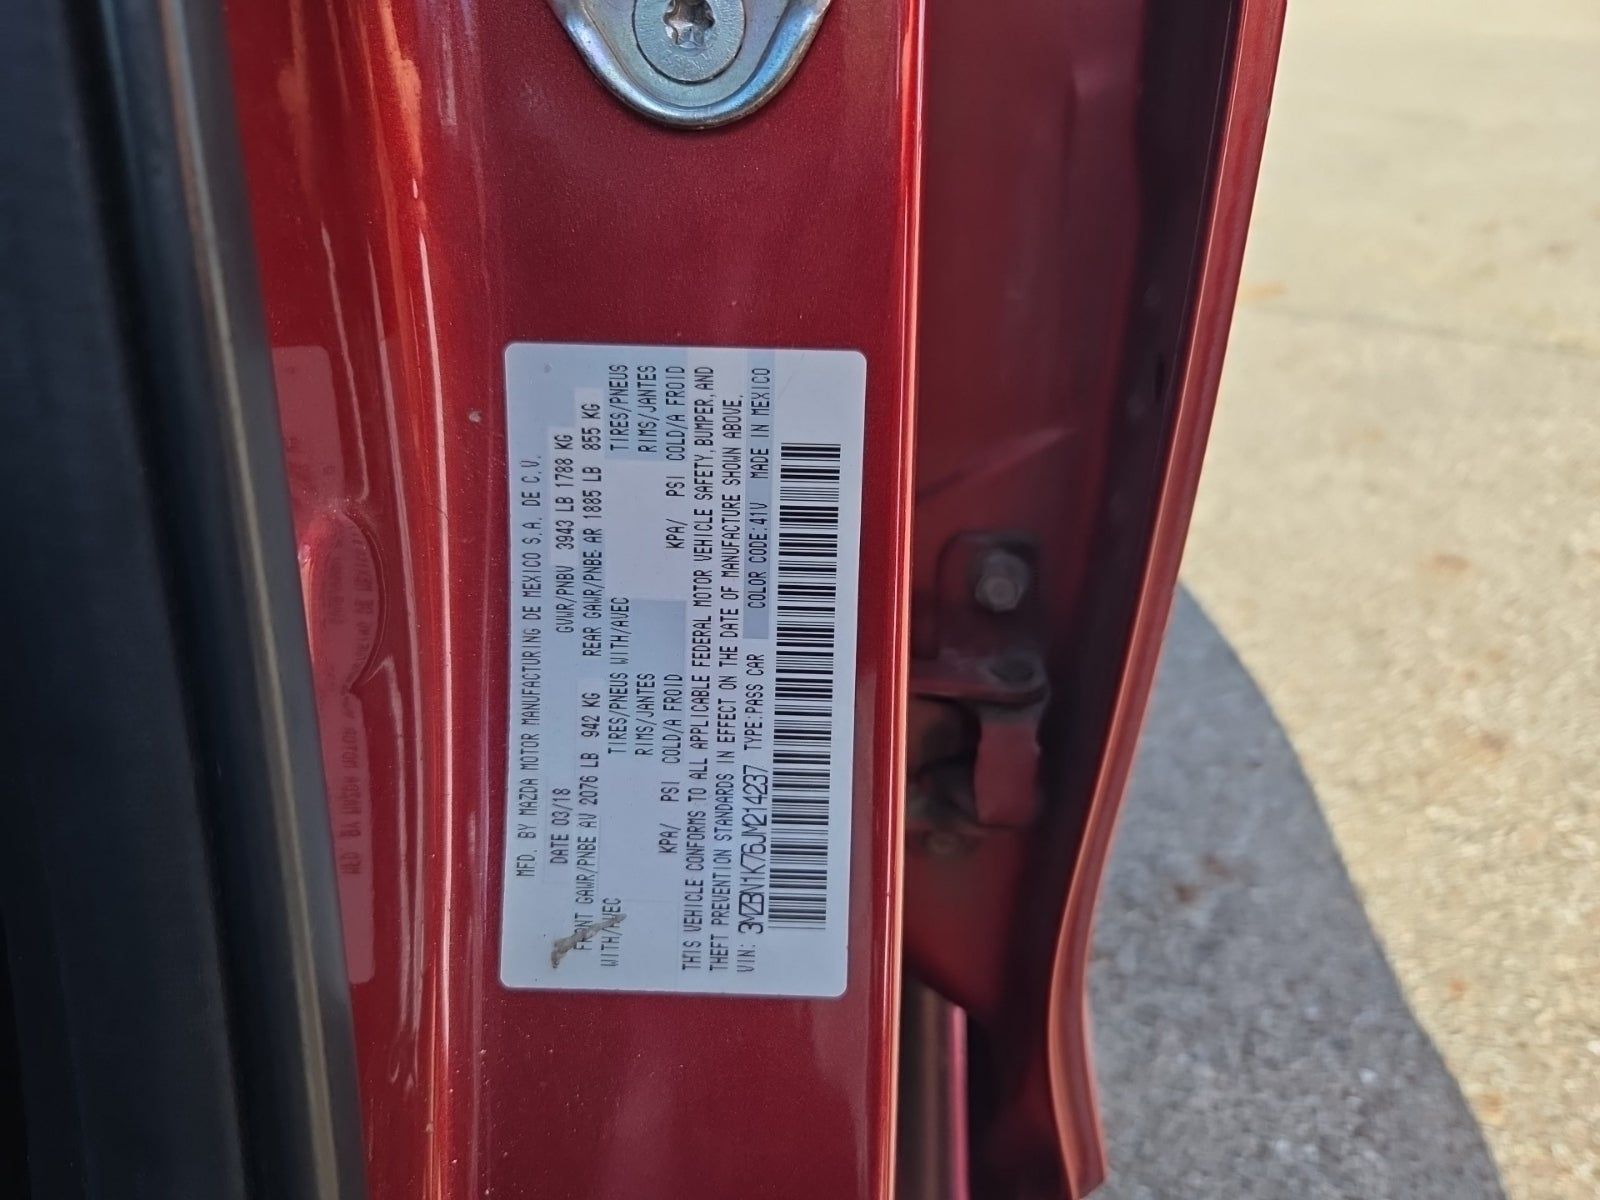 MFD. BY MAZDA MOTOR MANUFACTURING DE MEXICO S.A. DE C.V.
DATE 03/18 GVWR/PNBV 3943 LB 1788 KG
FRONT GAWR/PNBE AV 2076 LB 942 KG REAR GAWR/PNBE AR 1885 LB 855 KG
WITH/AVEC TIRES/PNEUS WITH/AVEC TIRES/PNEUS
RIMS/JANTES RIMS/JANTES
KPA/ PSI COLD/A FROID KPA/ PSI COLD/A FROID
THIS VEHICLE CONFORMS TO ALL APPLICABLE FEDERAL MOTOR VEHICLE SAFETY, BUMPER, AND
THEFT PREVENTION STANDARDS IN EFFECT ON THE DATE OF MANUFACTURE SHOWN ABOVE.
VIN: 3MZBN1K76JM214237 TYPE:PASS CAR COLOR CODE:41V MADE IN MEXICO